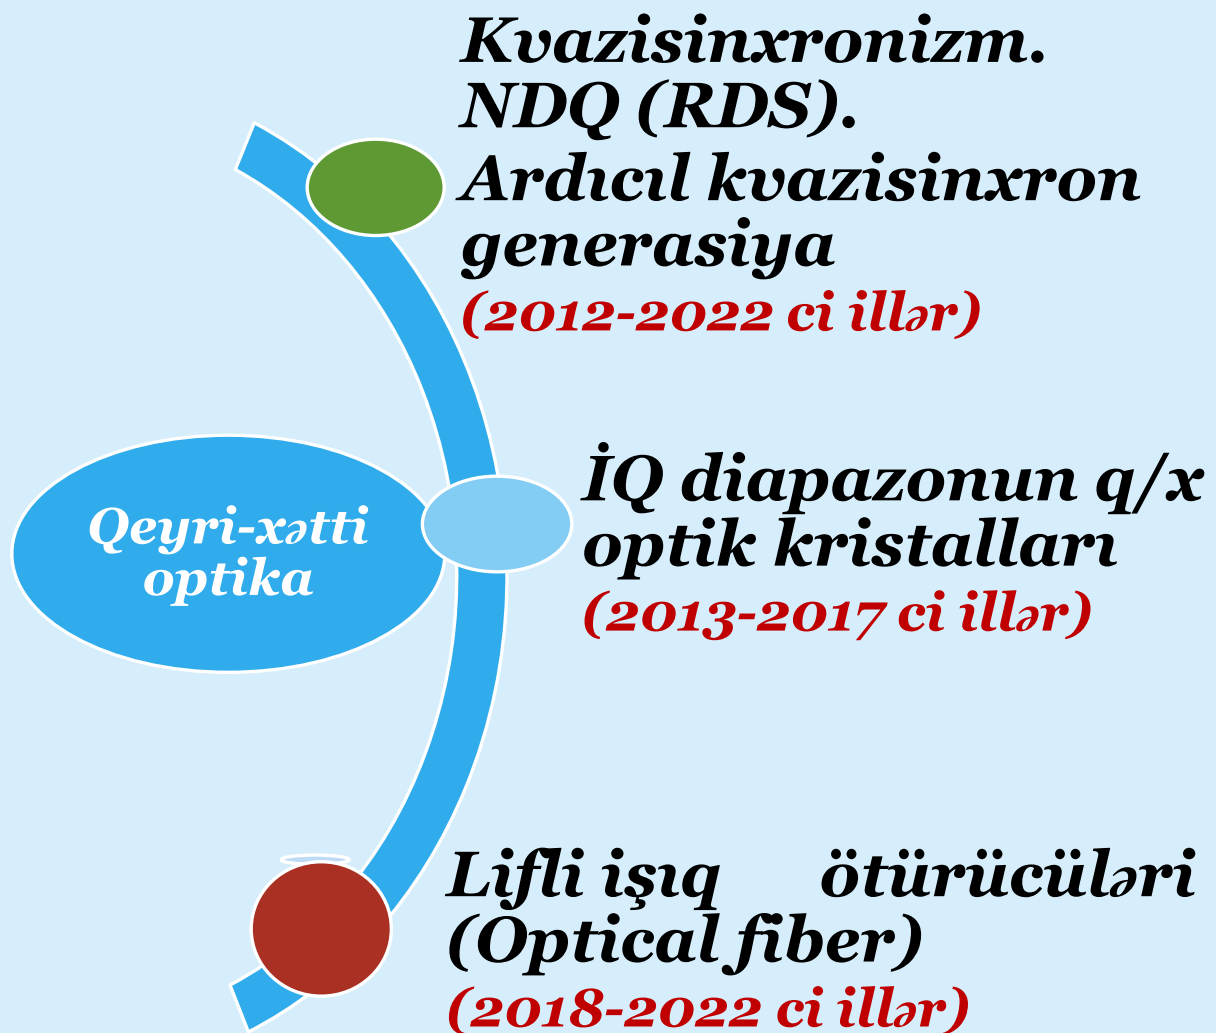 Kvazisinxronizm.
NDQ (RDS).
Ardıcıl kvazisinxron
generasiya
(2012-2022 ci illər)
Qeyri-xətti
optika
İQ diapazonun q/x
optik kristalları
(2013-2017 ci illər)
Lifli işıq ötürücüləri
(Optical fiber)
(2018-2022 ci illər)